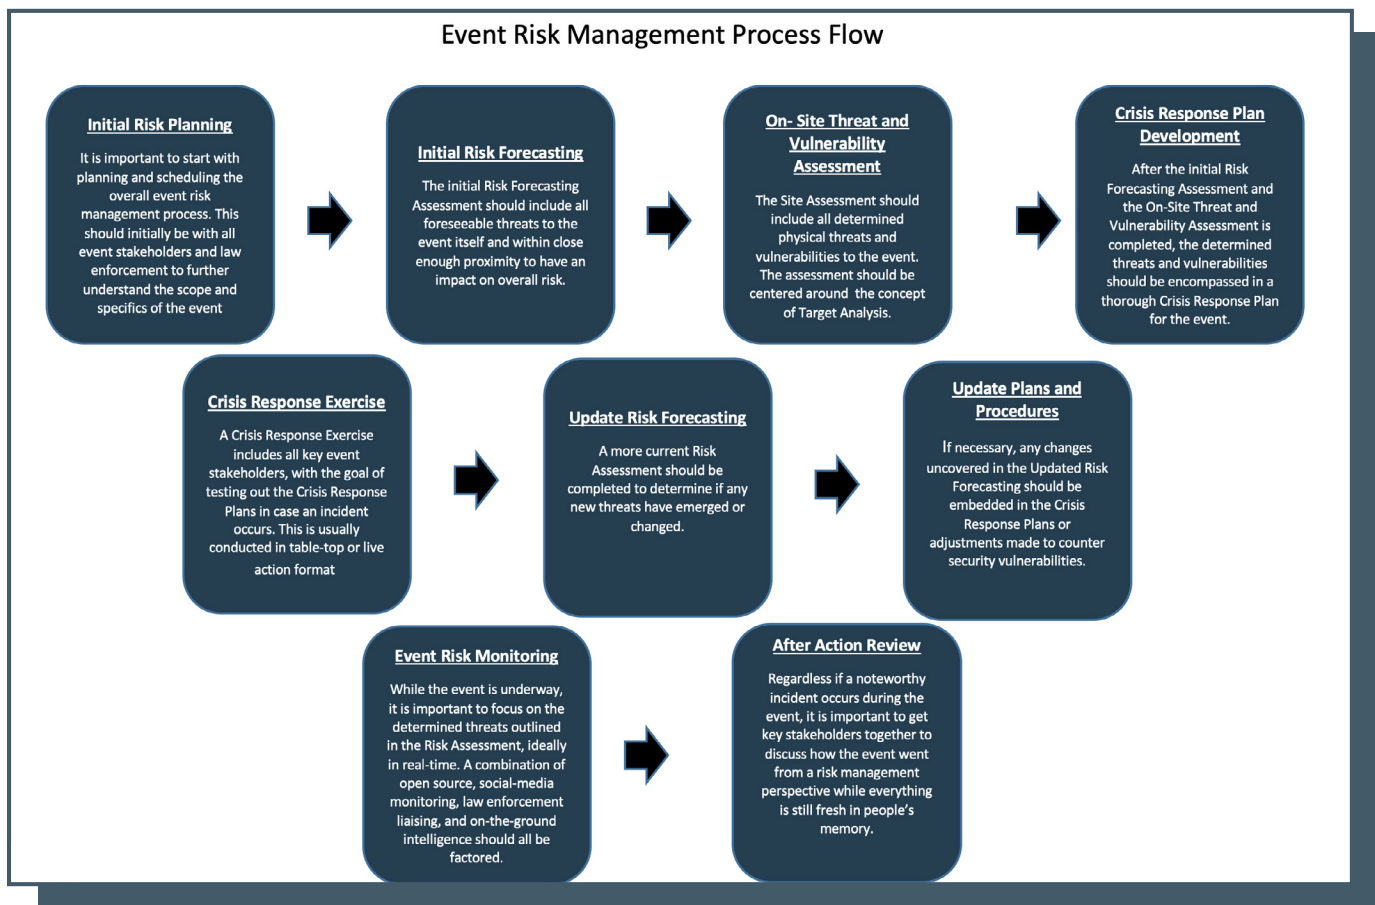 Event Risk Management Process Flow
Initial Risk Planning
It is important to start with
planning and scheduling the
overall event risk
management process. This
should initially be with all
event stakeholders and law
enforcement to further
understand the scope and
specifics of the event
Initial Risk Forecasting
The initial Risk Forecasting
Assessment should include all
foreseeable threats to the
event itself and within close
enough proximity to have an
impact on overall risk.
On- Site Threat and
Vulnerability
Assessment
The Site Assessment should
include all determined
physical threats and
vulnerabilities to the event.
The assessment should be
centered around the concept
of Target Analysis.
Crisis Response Plan
Development
After the initial Risk
Forecasting Assessment and
the On-Site Threat and
Vulnerability Assessment is
completed, the determined
threats and vulnerabilities
should be encompassed in a
thorough Crisis Response Plan
for the event.
Crisis Response Exercise
A Crisis Response Exercise
includes all key event
stakeholders, with the goal of
testing out the Crisis Response
Plans in case an incident
occurs. This is usually
conducted in table-top or live
action format
Update Risk Forecasting
A more current Risk
Assessment should be
completed to determine if any
new threats have emerged or
changed.
Update Plans and
Procedures
If necessary, any changes
uncovered in the Updated Risk
Forecasting should be
embedded in the Crisis
Response Plans or
adjustments made to counter
security vulnerabilities.
Event Risk Monitoring
While the event is underway,
it is important to focus on the
determined threats outlined
in the Risk Assessment, ideally
in real-time. A combination of
open source, social-media
monitoring, law enforcement
liaising, and on-the-ground
intelligence should all be
factored.
After Action Review
Regardless if a noteworthy
incident occurs during the
event, it is important to get
key stakeholders together to
discuss how the event went
from a risk management
perspective while everything
is still fresh in people's
memory.